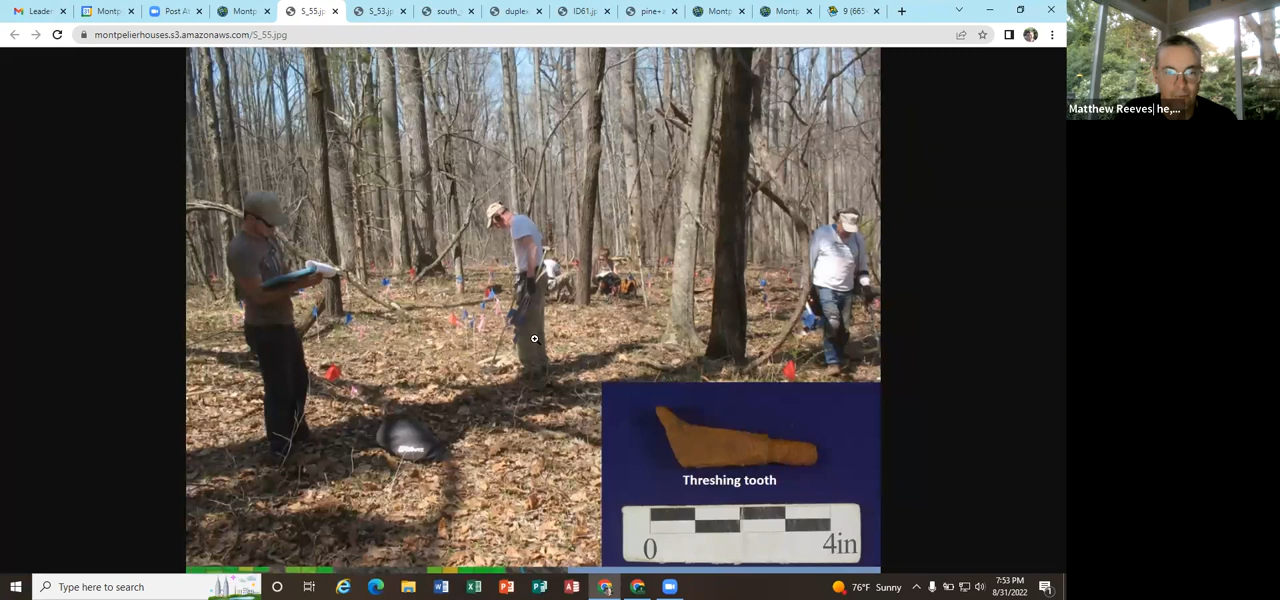 Leader
Montp
Post At
Montp
S_55.jp
S_53.jp
south_
duplex
ID61.jp
pine+a
Montp
Montp
9 (665
montpelierhouses.s3.amazonaws.com/S_55.jpg
Matthew Reeves| he,...
Threshing tooth
0 4in
Type here to search
76°F Sunny
7:53 PM
8/31/2022